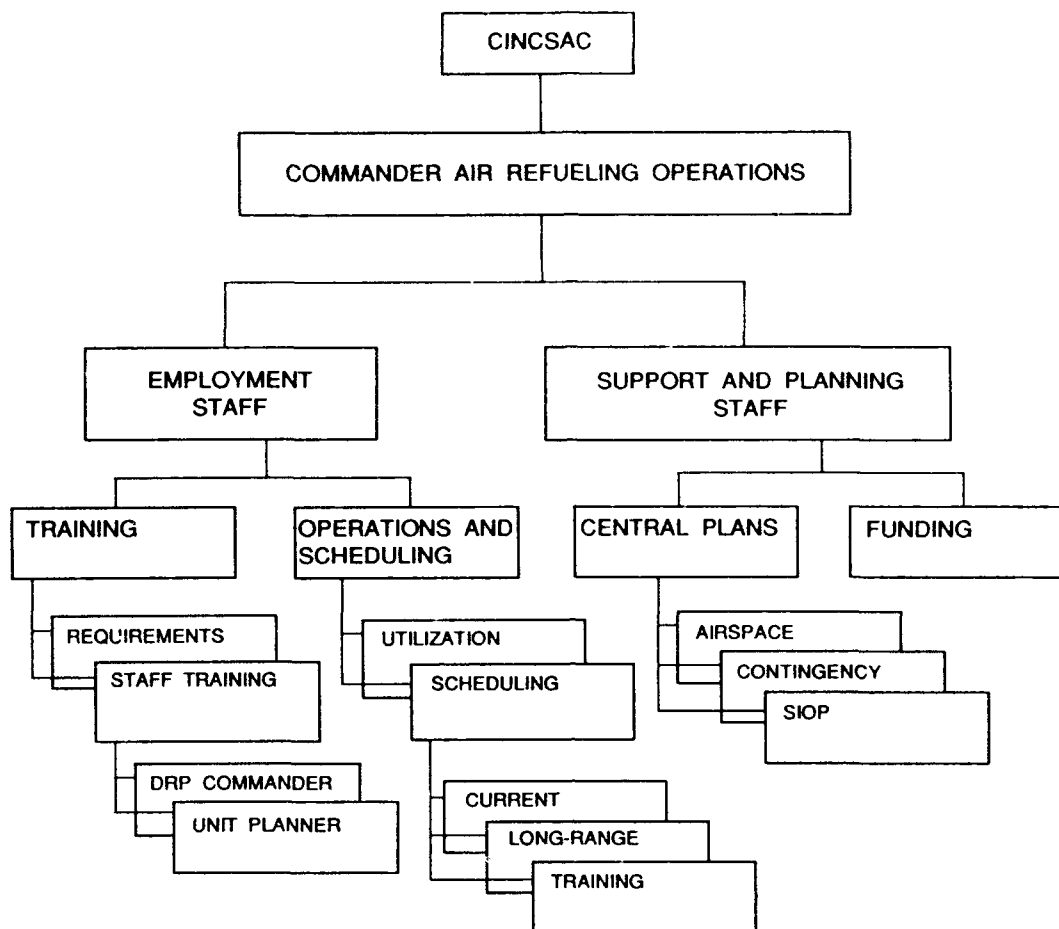 CINCSAC
COMMANDER AIR REFUELING OPERATIONS
EMPLOYMENT
STAFF
SUPPORT AND PLANNING
STAFF
TRAINING
OPERATIONS AND
SCHEDULING
CENTRAL PLANS
FUNDING
REQUIREMENTS
STAFF TRAINING
UTILIZATION
SCHEDULING
AIRSPACE
CONTINGENCY
SIOP
DRP COMMANDER
UNIT PLANNER
CURRENT
LONG-RANGE
TRAINING